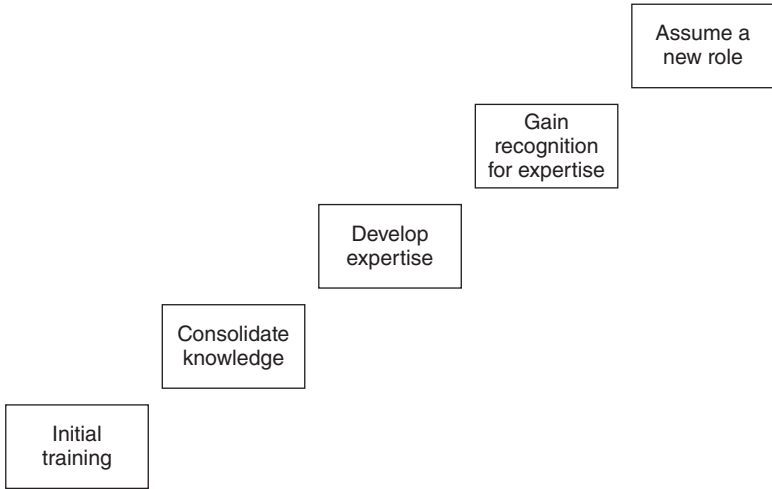 Assume a
new role
Gain
recognition
for expertise
Develop
expertise
Consolidate
knowledge
Initial
training